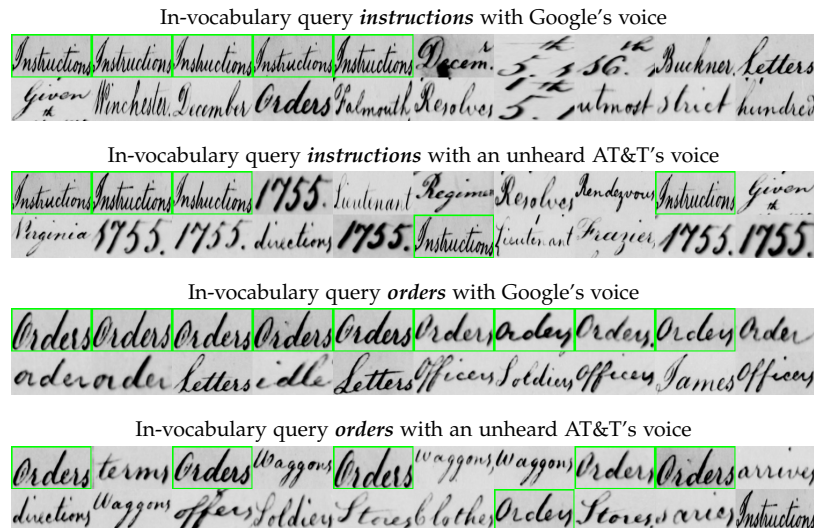 In-vocabulary query instructions with Google's voice
Instructions Instructions Instructions Instructions Instructions Decem. 5.th 56.th Buckner, Letters
Given Winchester. December Orders Falmouth, Resolves 5.th utmost strict hundred
In-vocabulary query instructions with an unheard AT&T's voice
Instructions Instructions Instructions 1755. Lieutenant Regimen Resolves Rendezvous Instructions Given
Virginia 1755. 1755. directions 1755. Instructions Lieutenant Frazier, 1755. 1755.
In-vocabulary query orders with Google's voice
Orders Orders Orders Orders Orders Orders, Orders Orders. Orders Order
order order Letters idle Letters Officers Soldiers Officers James Officers
In-vocabulary query orders with an unheard AT&T's voice
Orders terms Orders Waggons Orders Waggons, Waggons Orders Orders arrives
directions Waggons offers Soldiers Stores Clothes Orders Stores Instructions